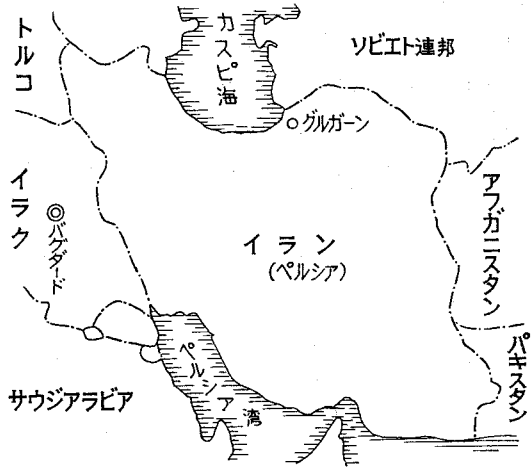 トルコ
カスピ海
ソビエト連邦
グルガーン
イラク
バグダード
イラン
(ペルシア)
アフガニスタン
パキスタン
サウジアラビア
ペルシア湾